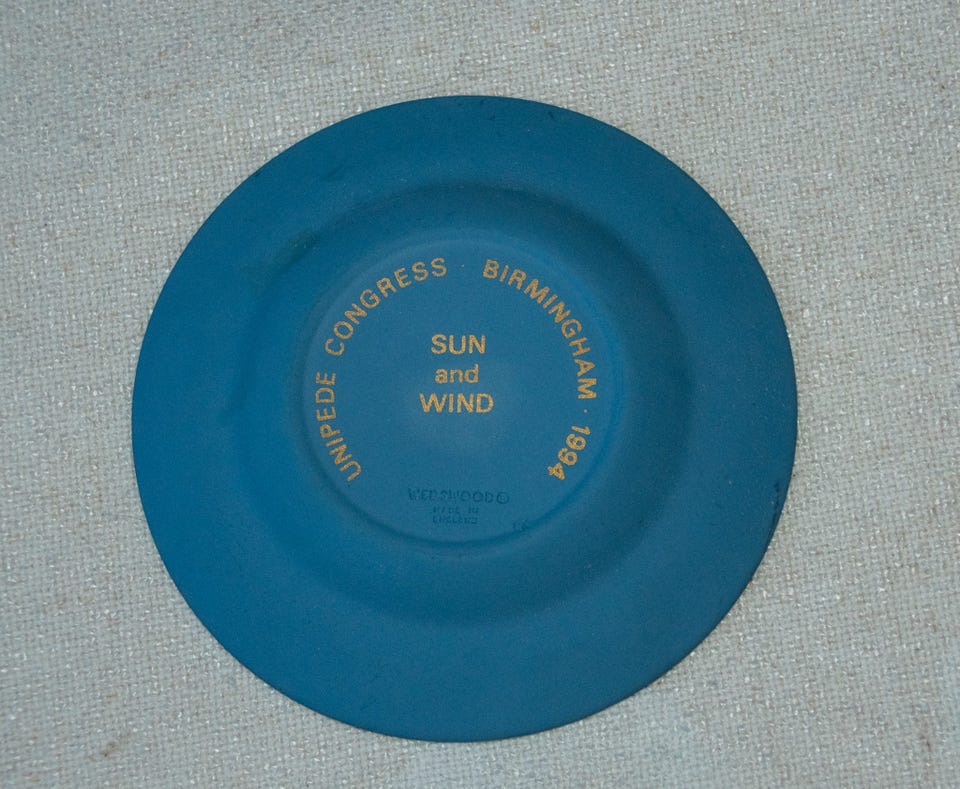 UNIPEDE CONGRESS · BIRMINGHAM · 1994
SUN
and
WIND
WEDGWOOD©
MADE IN
ENGLAND